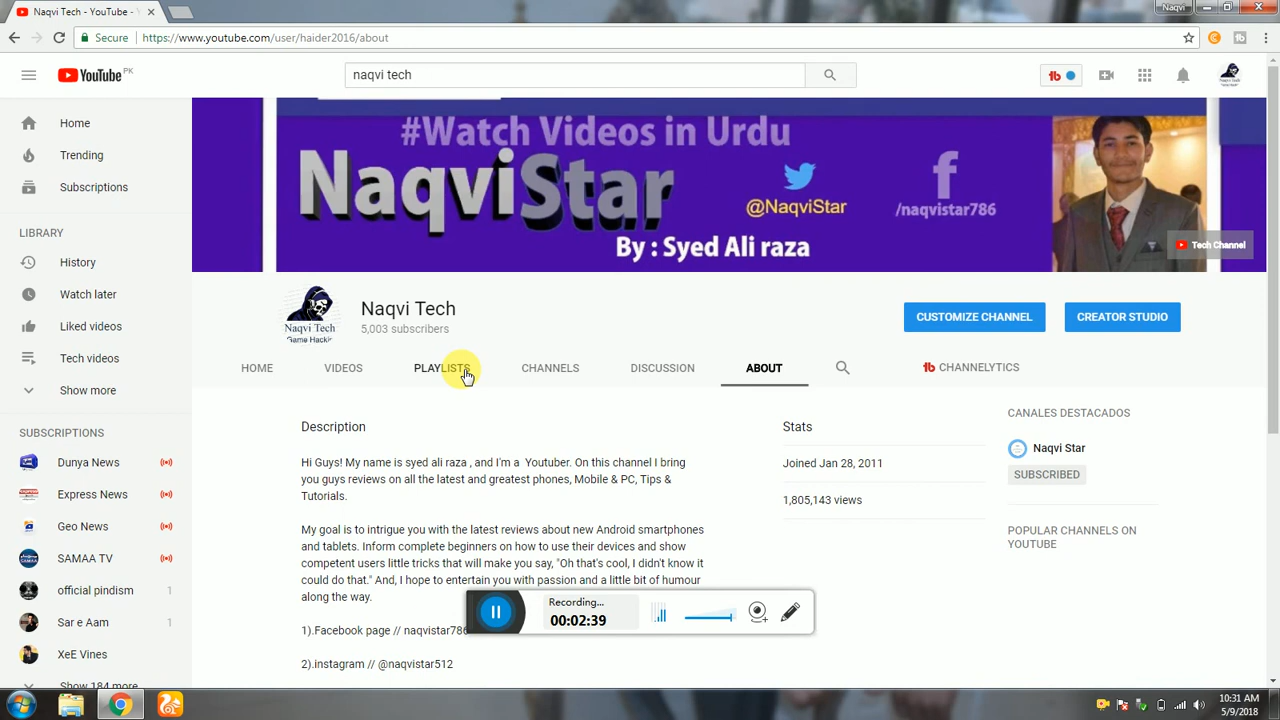 Naqvi Tech - YouTube -
Naqvi
Secure
https://www.youtube.com/user/haider2016/about
YouTube PK
naqvi tech
Home
Trending
Subscriptions
LIBRARY
History
Watch later
Liked videos
Tech videos
Show more
SUBSCRIPTIONS
Dunya News
Express News
Geo News
SAMAA TV
official pindism 1
Sar e Aam 1
XeE Vines
Show 184 more
#Watch Videos in Urdu
NaqviStar
@NaqviStar
/naqvistar786
By : Syed Ali raza
Tech Channel
Naqvi Tech
Game Hackin
Naqvi Tech
5,003 subscribers
CUSTOMIZE CHANNEL
CREATOR STUDIO
HOME
VIDEOS
PLAYLISTS
CHANNELS
DISCUSSION
ABOUT
tb CHANNELYTICS
Description
Hi Guys! My name is syed ali raza , and I'm a Youtuber. On this channel I bring
you guys reviews on all the latest and greatest phones, Mobile & PC, Tips &
Tutorials.
My goal is to intrigue you with the latest reviews about new Android smartphones
and tablets. Inform complete beginners on how to use their devices and show
competent users little tricks that will make you say, "Oh that's cool, I didn't know it
could do that." And, I hope to entertain you with passion and a little bit of humour
along the way.
1).Facebook page // naqvistar786
2).instagram // @naqvistar512
Stats
Joined Jan 28, 2011
1,805,143 views
CANALES DESTACADOS
Naqvi Star
SUBSCRIBED
POPULAR CHANNELS ON
YOUTUBE
Recording...
00:02:39
10:31 AM
5/9/2018